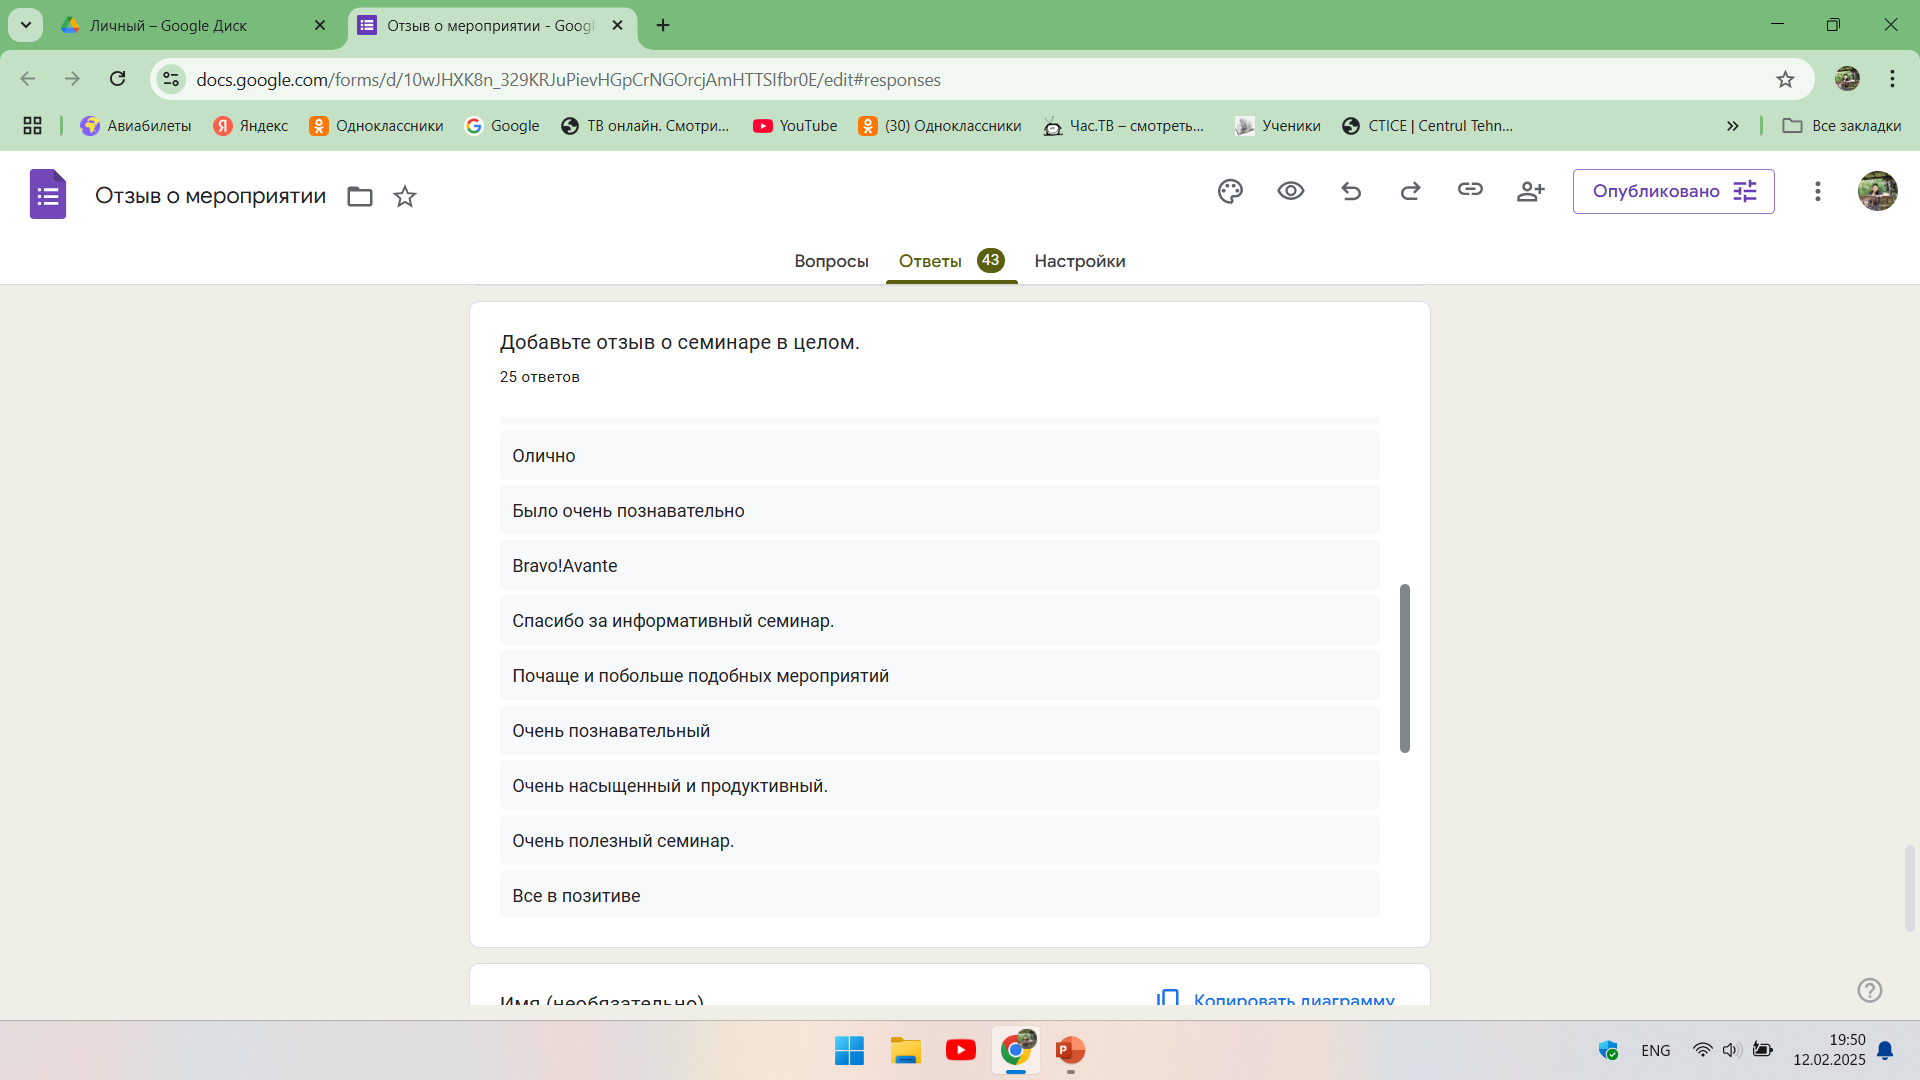 Личный – Google Диск
Отзыв о мероприятии - Goog
docs.google.com/forms/d/10wJHXK8n_329KRJuPievHGpCrNGOrcjAmHTTSIfbr0E/edit#responses
Авиабилеты
Яндекс
Одноклассники
Google
ТВ онлайн. Смотри...
YouTube
(30) Одноклассники
Час.ТВ – смотреть...
Ученики
CTICE | Centrul Tehn...
Все закладки
Отзыв о мероприятии
Опубликовано
Вопросы
Ответы 43
Настройки
Добавьте отзыв о семинаре в целом.
25 ответов
Олично
Было очень познавательно
Bravo!Avante
Спасибо за информативный семинар.
Почаще и побольше подобных мероприятий
Очень познавательный
Очень насыщенный и продуктивный.
Очень полезный семинар.
Все в позитиве
Имя (необязательно)
Копировать диаграмму
ENG
19:50
12.02.2025